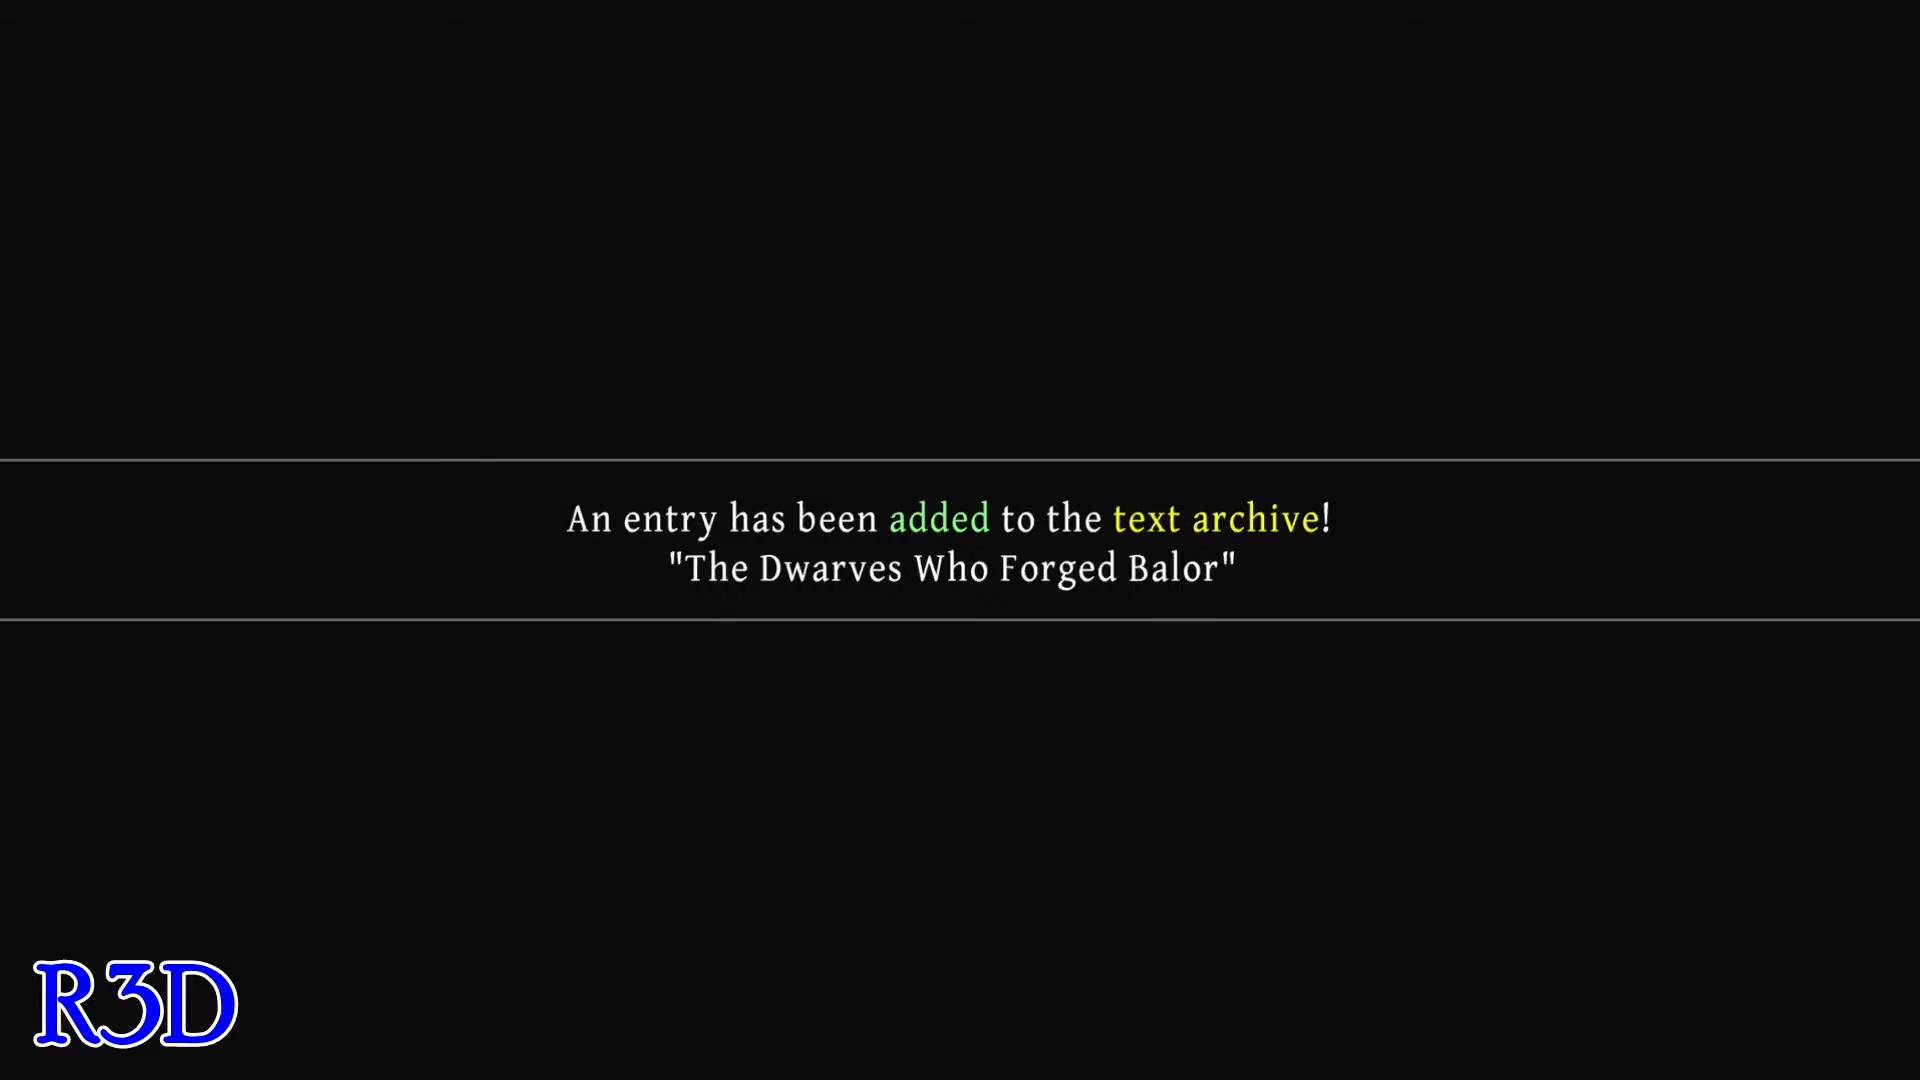 An entry has been added to the text archive!
"The Dwarves Who Forged Balor"
R3D